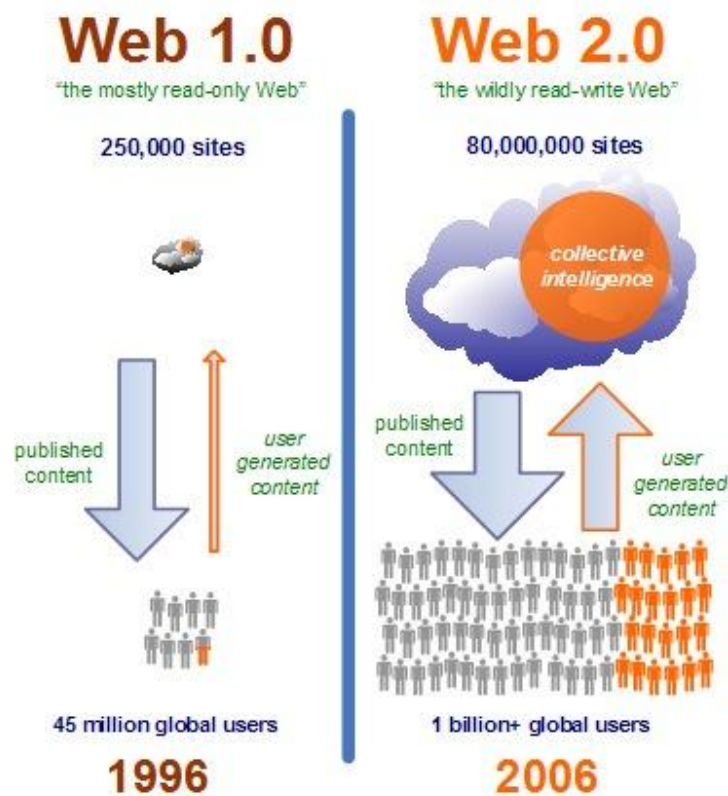 Web 1.0
"the mostly read-only Web"
250,000 sites
published
content
user
generated
content
45 million global users
1996
Web 2.0
"the wildly read-write Web"
80,000,000 sites
collective
intelligence
published
content
user
generated
content
1 billion+ global users
2006